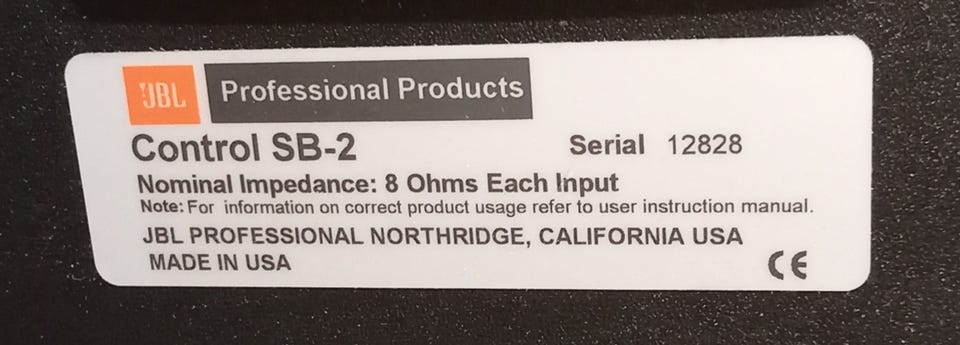 JBL Professional Products
Control SB-2 Serial 12828
Nominal Impedance: 8 Ohms Each Input
Note: For information on correct product usage refer to user instruction manual.
JBL PROFESSIONAL NORTHRIDGE, CALIFORNIA USA
MADE IN USA CE